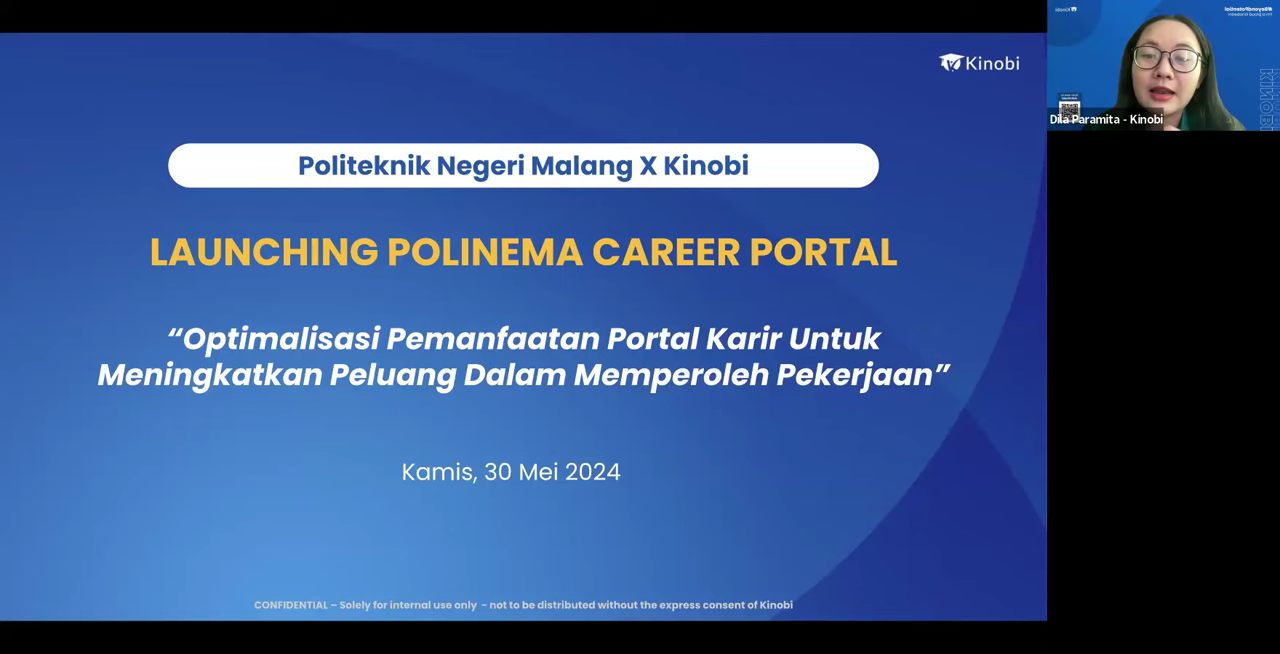 Kinobi
Politeknik Negeri Malang X Kinobi
LAUNCHING POLINEMA CAREER PORTAL
“Optimalisasi Pemanfaatan Portal Karir Untuk
Meningkatkan Peluang Dalam Memperoleh Pekerjaan”
Kamis, 30 Mei 2024
CONFIDENTIAL – Solely for internal use only - not to be distributed without the express consent of Kinobi
#BeyondPotential
KINOBI
Dila Paramita - Kinobi